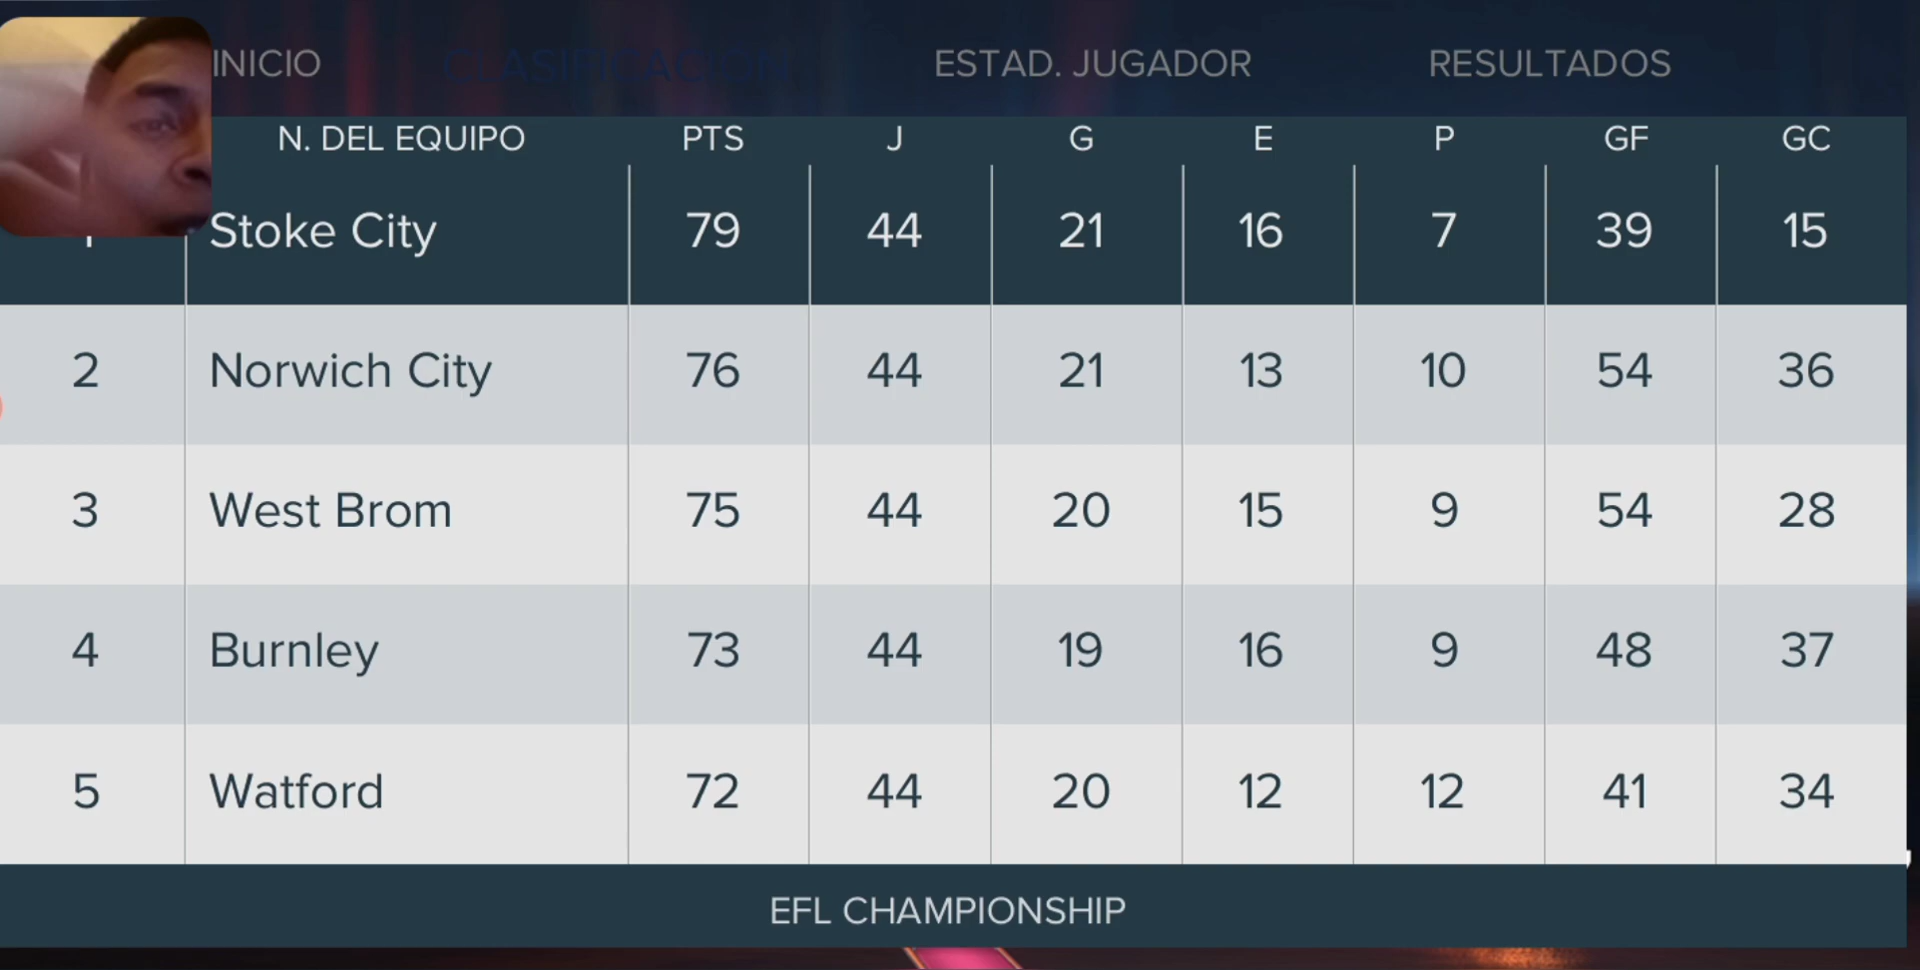 INICIO CLASIFICACIÓN ESTAD. JUGADOR RESULTADOS
N. DEL EQUIPO PTS J G E P GF GC
Stoke City 79 44 21 16 7 39 15
2 Norwich City 76 44 21 13 10 54 36
3 West Brom 75 44 20 15 9 54 28
4 Burnley 73 44 19 16 9 48 37
5 Watford 72 44 20 12 12 41 34
EFL CHAMPIONSHIP